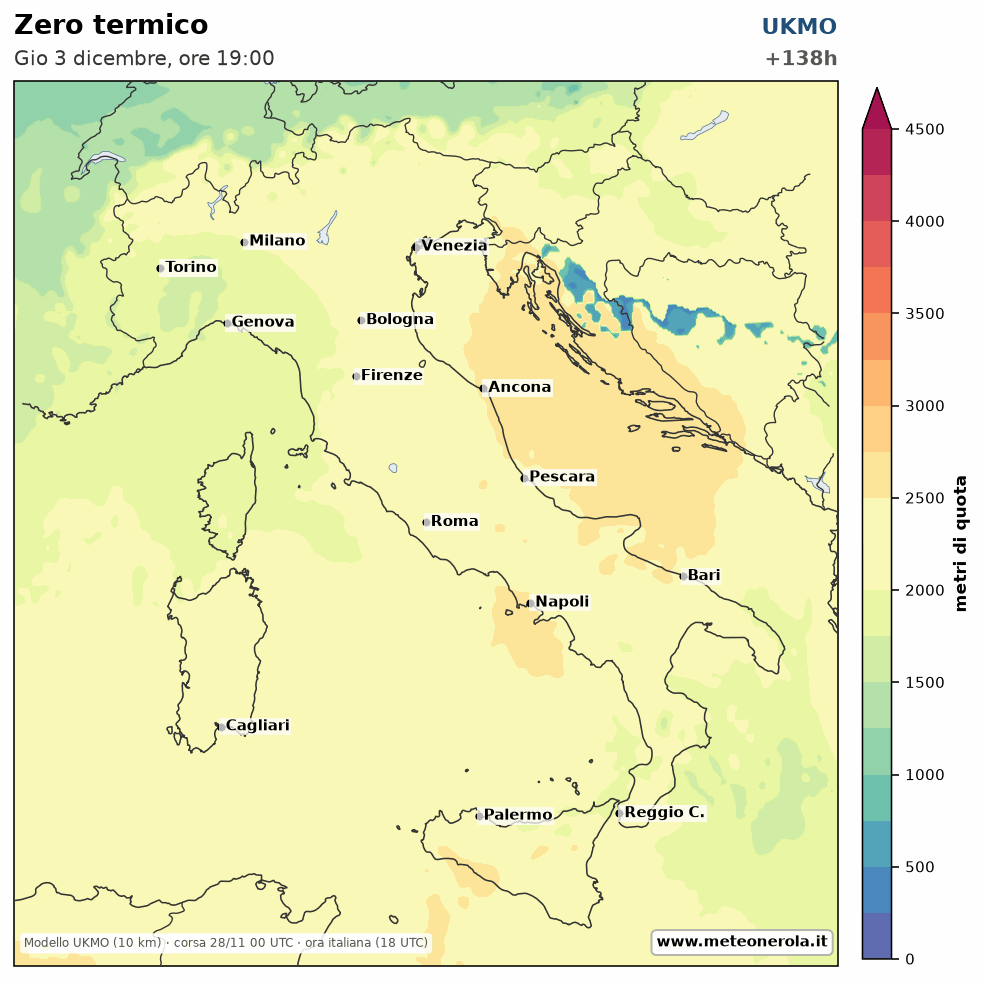 Zero termico
UKMO
Gio 3 dicembre, ore 19:00
+138h
4500
4000
3500
3000
2500
2000
1500
1000
500
0
metri di quota
Milano
Venezia
Torino
Genova
Bologna
Firenze
Ancona
Pescara
Roma
Bari
Napoli
Cagliari
Palermo
Reggio C.
Modello UKMO (10 km) · corsa 28/11 00 UTC · ora italiana (18 UTC)
www.meteonerola.it